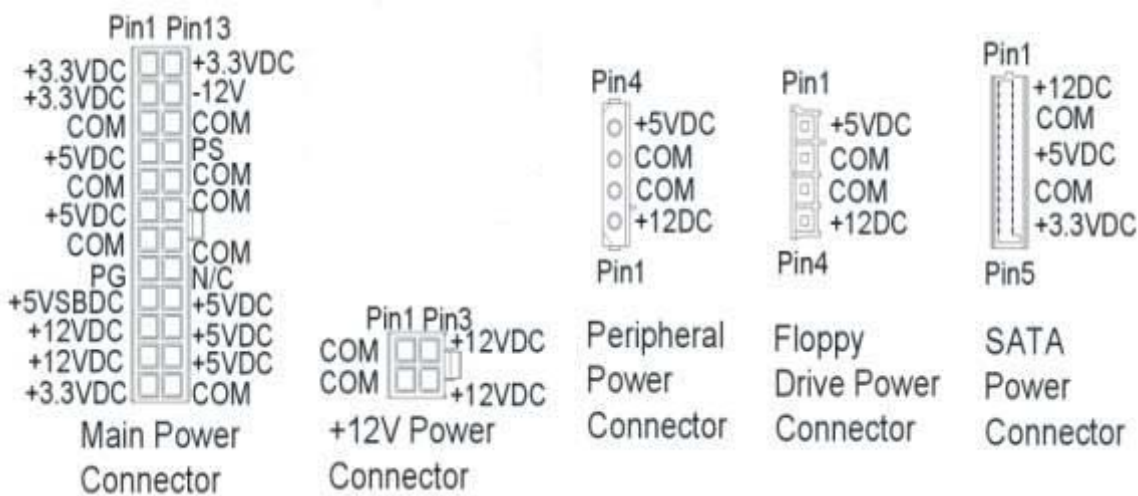 Pin1 Pin13
+3.3VDC +3.3VDC
+3.3VDC -12V
COM COM
+5VDC PS
COM COM
+5VDC COM
COM COM
PG N/C
+5VSBDC +5VDC
+12VDC +5VDC
+12VDC +5VDC
+3.3VDC COM
Main Power
Connector
Pin1 Pin3
COM +12VDC
COM +12VDC
+12V Power
Connector
Pin4
+5VDC
COM
COM
+12DC
Pin1
Peripheral
Power
Connector
Pin1
+5VDC
COM
COM
+12DC
Pin4
Floppy
Drive Power
Connector
Pin1
+12DC
COM
+5VDC
COM
+3.3VDC
Pin5
SATA
Power
Connector